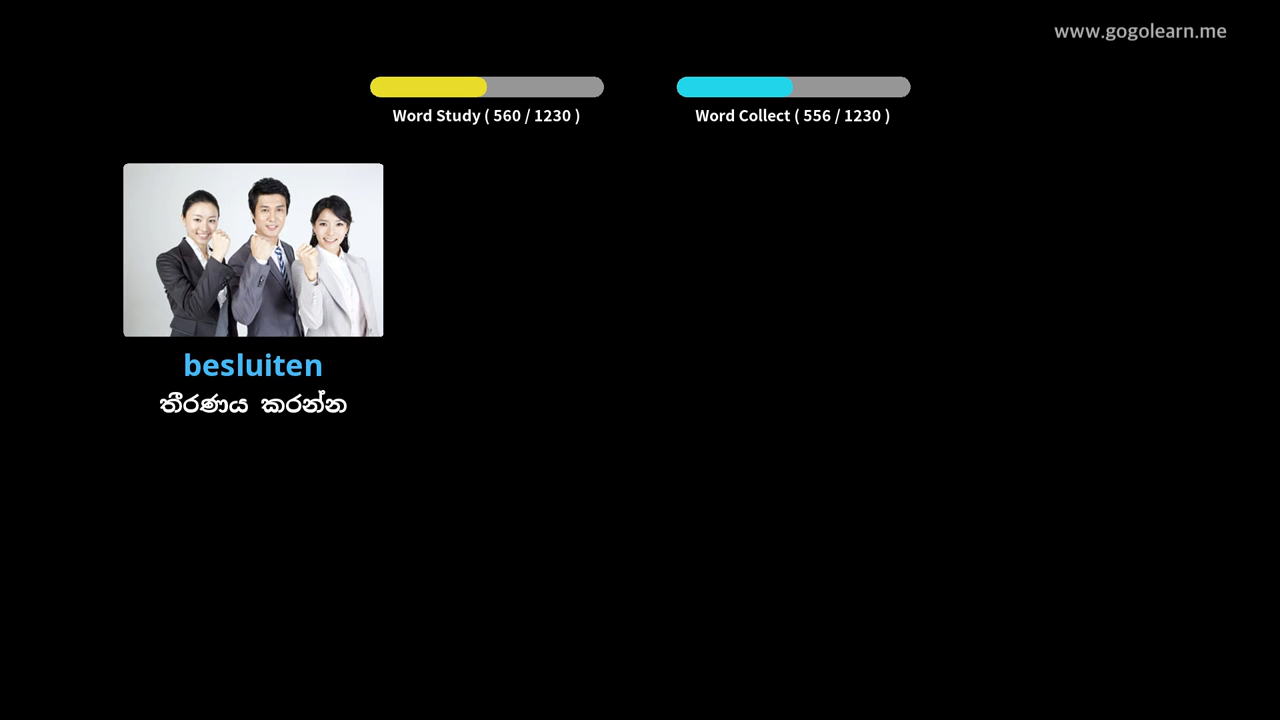 www.gogolearn.me
Word Study ( 560 / 1230 )
Word Collect ( 556 / 1230 )
besluiten
තීරණය කරන්න